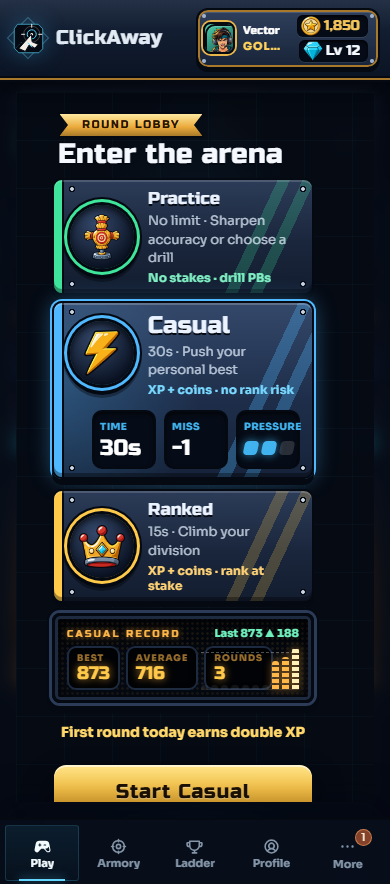 ClickAway
Vector
GOL...
1,850
Lv 12
ROUND LOBBY
Enter the arena
Practice
No limit · Sharpen
accuracy or choose a
drill
No stakes · drill PBs
Casual
30s · Push your
personal best
XP + coins · no rank risk
TIME
30s
MISS
-1
PRESSURE
Ranked
15s · Climb your
division
XP + coins · rank at
stake
CASUAL RECORD
Last 873 ▲ 188
BEST
873
AVERAGE
716
ROUNDS
3
First round today earns double XP
Start Casual
Play
Armory
Ladder
Profile
1
More